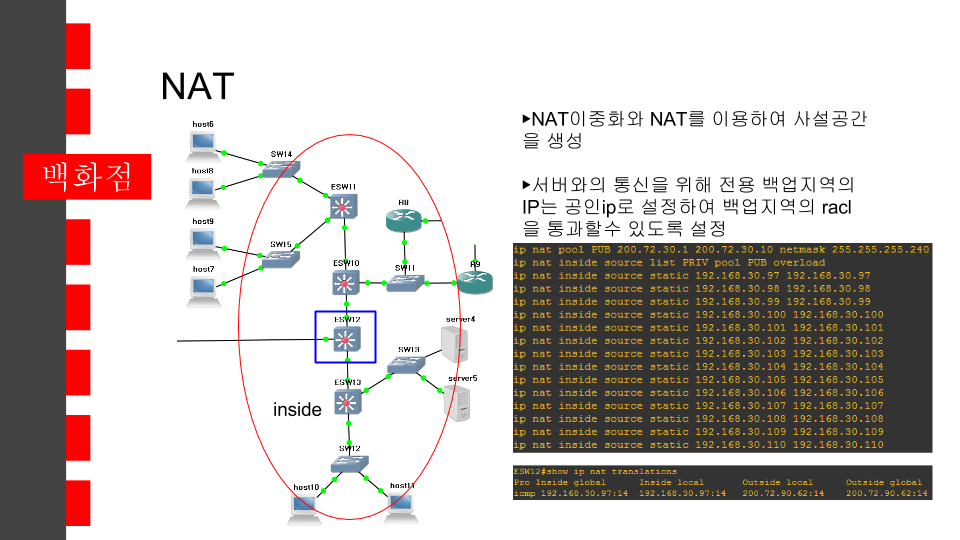 NAT
백화점
host6
SW14
host8
ESW11
R8
host9
SW15
host7
ESW10
SW11
R9
ESW12
server4
SW13
server5
ESW13
inside
SW12
host10
host11
▶NAT이중화와 NAT를 이용하여 사설공간
을 생성
▶서버와의 통신을 위해 전용 백업지역의
IP는 공인ip로 설정하여 백업지역의 racl
을 통과할수 있도록 설정
ip nat pool PUB 200.72.30.1 200.72.30.10 netmask 255.255.255.240
ip nat inside source list PRIV pool PUB overload
ip nat inside source static 192.168.30.97 192.168.30.97
ip nat inside source static 192.168.30.98 192.168.30.98
ip nat inside source static 192.168.30.99 192.168.30.99
ip nat inside source static 192.168.30.100 192.168.30.100
ip nat inside source static 192.168.30.101 192.168.30.101
ip nat inside source static 192.168.30.102 192.168.30.102
ip nat inside source static 192.168.30.103 192.168.30.103
ip nat inside source static 192.168.30.104 192.168.30.104
ip nat inside source static 192.168.30.105 192.168.30.105
ip nat inside source static 192.168.30.106 192.168.30.106
ip nat inside source static 192.168.30.107 192.168.30.107
ip nat inside source static 192.168.30.108 192.168.30.108
ip nat inside source static 192.168.30.109 192.168.30.109
ip nat inside source static 192.168.30.110 192.168.30.110
ESW12#show ip nat translations
Pro Inside global Inside local Outside local Outside global
icmp 192.168.30.97:14 192.168.30.97:14 200.72.90.62:14 200.72.90.62:14